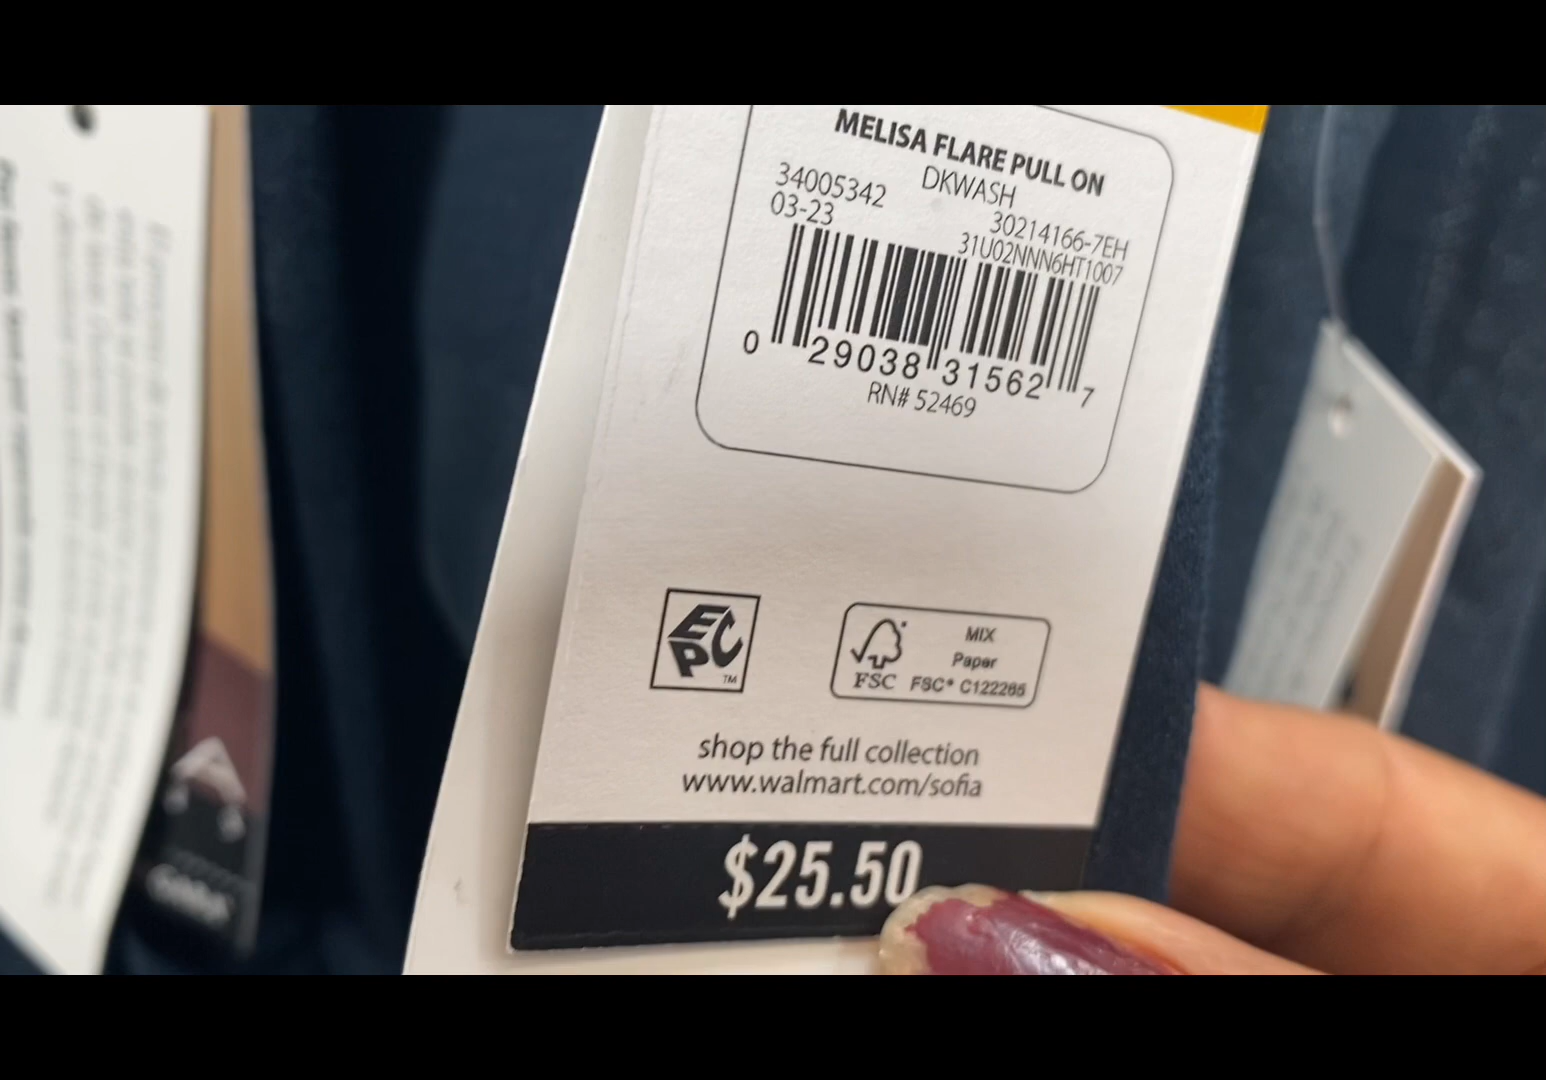 MELISA FLARE PULL ON
DKWASH
34005342
03-23
30214166-7EH
31U02NNN6HT1007
0 29038 31562 7
RN# 52469
EPC
TM
FSC
MIX
Paper
FSC® C122265
shop the full collection
www.walmart.com/sofia
$25.50